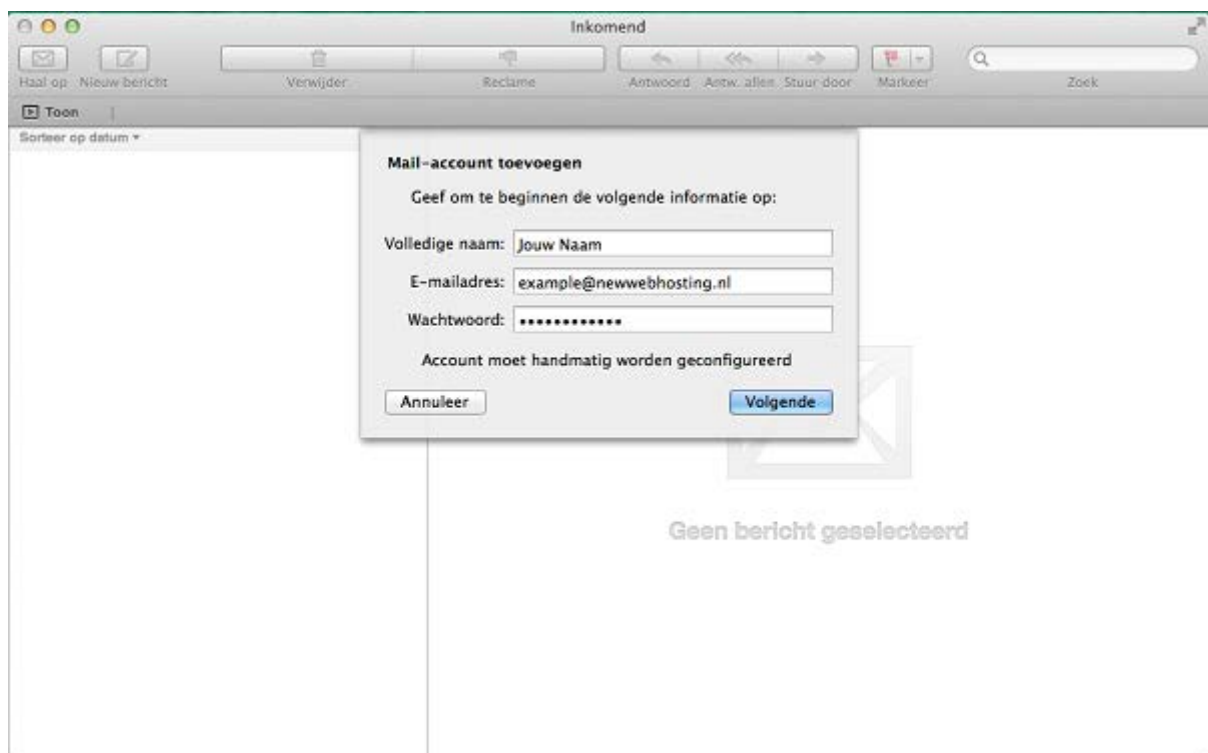 Inkomend
Haal op Nieuw bericht Verwijder Reclame Antwoord Antw. allen Stuur door Markeer Zoek
Toon
Sorteer op datum
Mail-account toevoegen
Geef om te beginnen de volgende informatie op:
Volledige naam: Jouw Naam
E-mailadres: example@newwebhosting.nl
Wachtwoord: ••••••••••••
Account moet handmatig worden geconfigureerd
Annuleer Volgende
Geen bericht geselecteerd